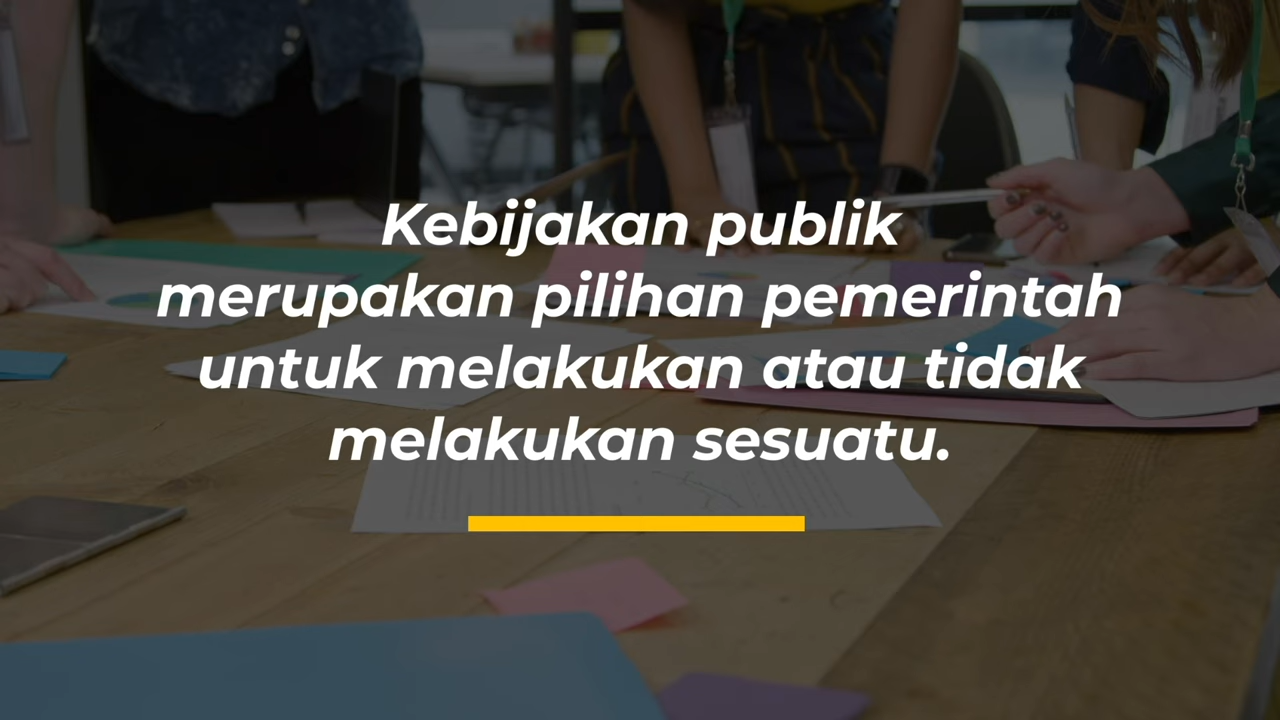 Kebijakan publik
merupakan pilihan pemerintah
untuk melakukan atau tidak
melakukan sesuatu.